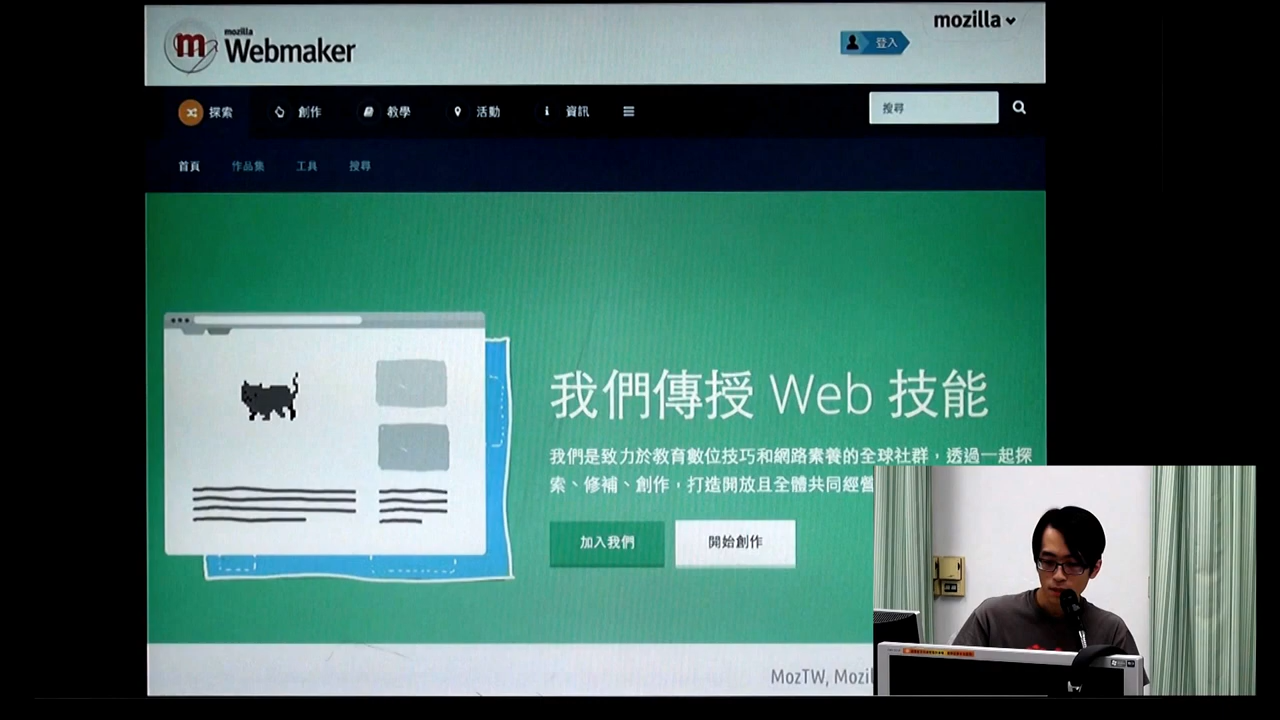 mozilla
登入
mozilla
Webmaker
探索
創作
教學
活動
資訊
搜尋
首頁
作品集
工具
搜尋
我們傳授 Web 技能
我們是致力於教育數位技巧和網路素養的全球社群，透過一起探
索、修補、創作，打造開放且全體共同經營
加入我們
開始創作
MozTW, Mozil